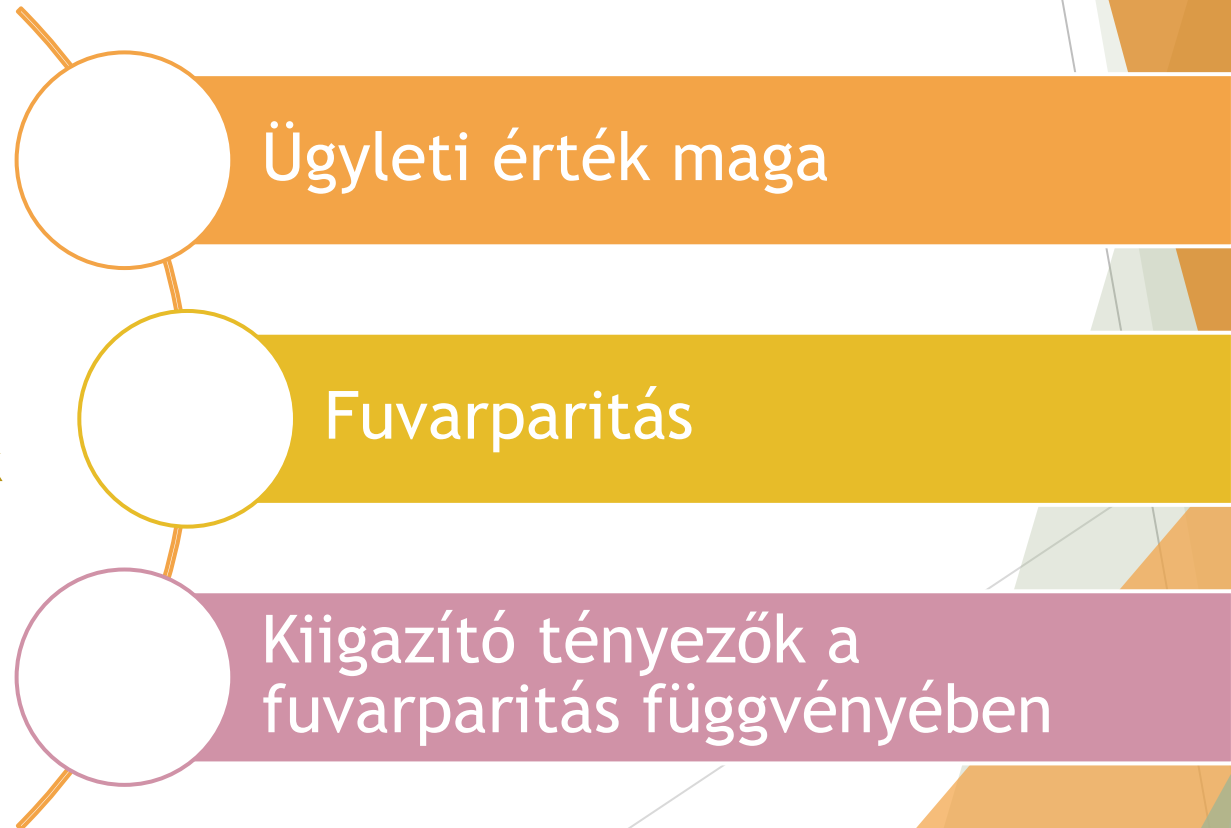 Ügyleti érték maga
Fuvarparitás
Kiigazító tényezők a
fuvarparitás függvényében